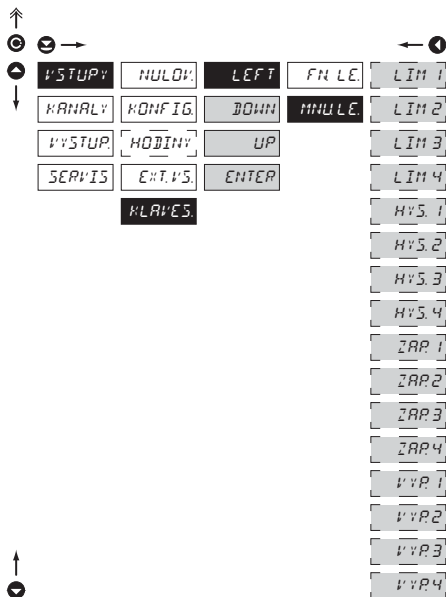 VSTUPY NULOV. LEFT FN. LE. LIM 1
KANALY KONFIG. DOWN MNU.LE. LIM 2
VYSTUP. HODINY UP LIM 3
SERVIS EXT.VS. ENTER LIM 4
KLAVES. HYS. 1
HYS. 2
HYS. 3
HYS. 4
ZAP. 1
ZAP. 2
ZAP. 3
ZAP. 4
VYP. 1
VYP. 2
VYP. 3
VYP. 4